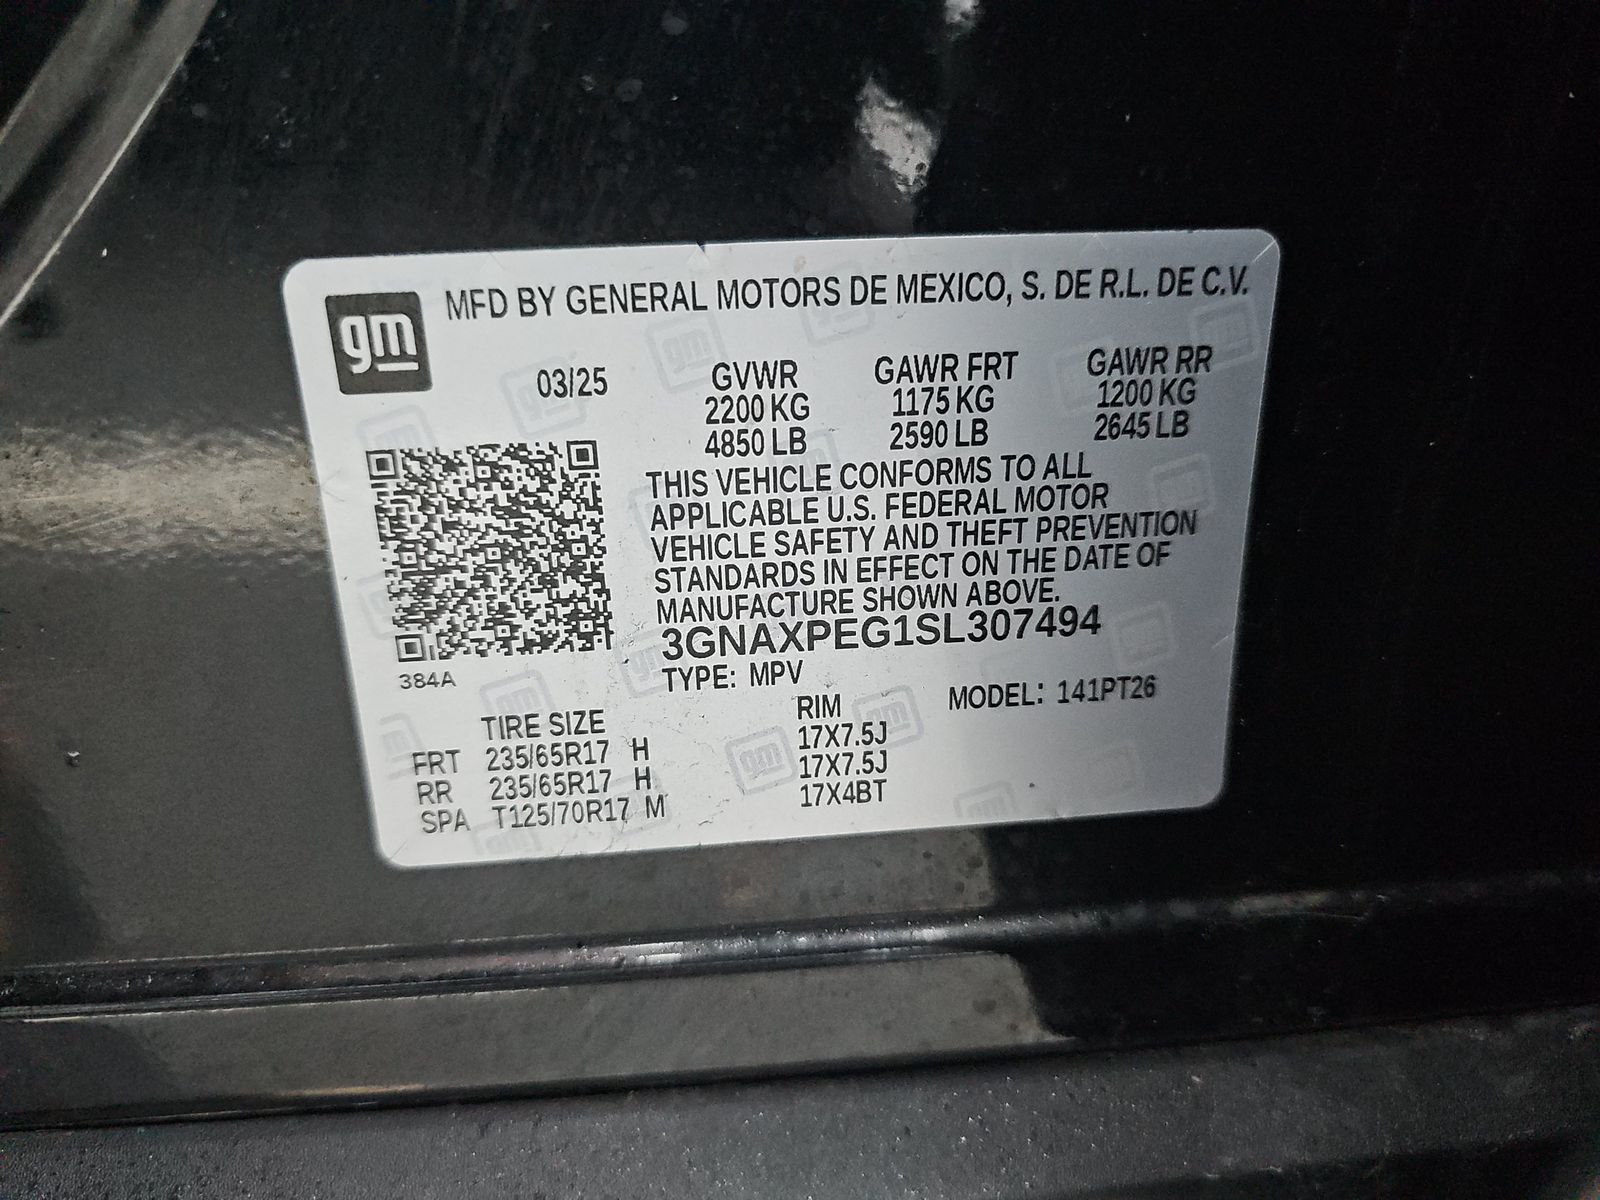 gm
MFD BY GENERAL MOTORS DE MEXICO, S. DE R.L. DE C.V.
03/25 GVWR GAWR FRT GAWR RR
2200 KG 1175 KG 1200 KG
4850 LB 2590 LB 2645 LB
THIS VEHICLE CONFORMS TO ALL
APPLICABLE U.S. FEDERAL MOTOR
VEHICLE SAFETY AND THEFT PREVENTION
STANDARDS IN EFFECT ON THE DATE OF
MANUFACTURE SHOWN ABOVE.
3GNAXPEG1SL307494
384A
TYPE: MPV
MODEL: 141PT26
TIRE SIZE RIM
FRT 235/65R17 H 17X7.5J
RR 235/65R17 H 17X7.5J
SPA T125/70R17 M 17X4BT